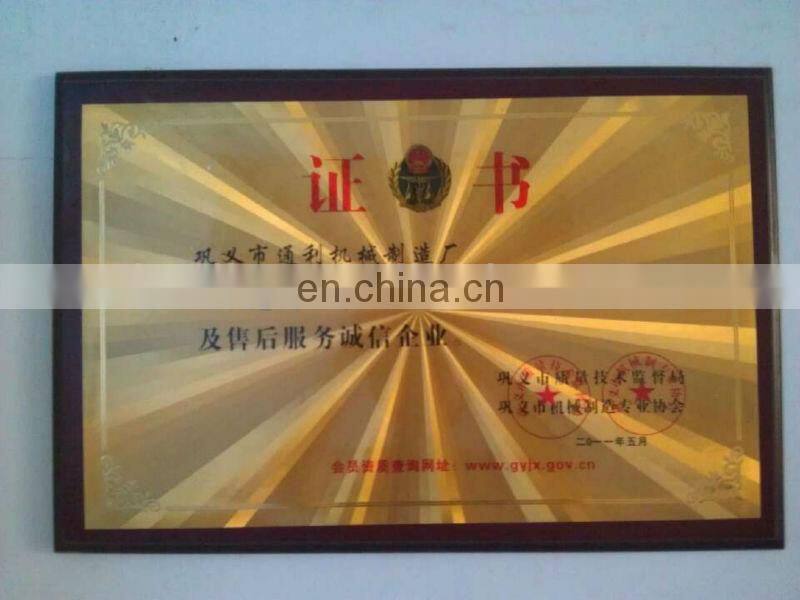 证 书
巩义市通利机械制造厂
en.china.cn
及售后服务诚信企业。
巩义市质量技术监督局
巩义市机械制造专业协会
二〇一一年五月
会员资质查询网址：www.gyjx.gov.cn